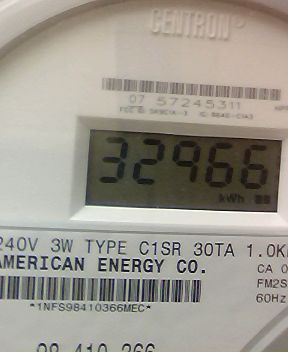 CENTRON
07 57245311
32966
kWh
240V 3W TYPE C1SR 30TA 1.0K
AMERICAN ENERGY CO.
CA 0
FM2S
60Hz
*1NFS98410366MEC*